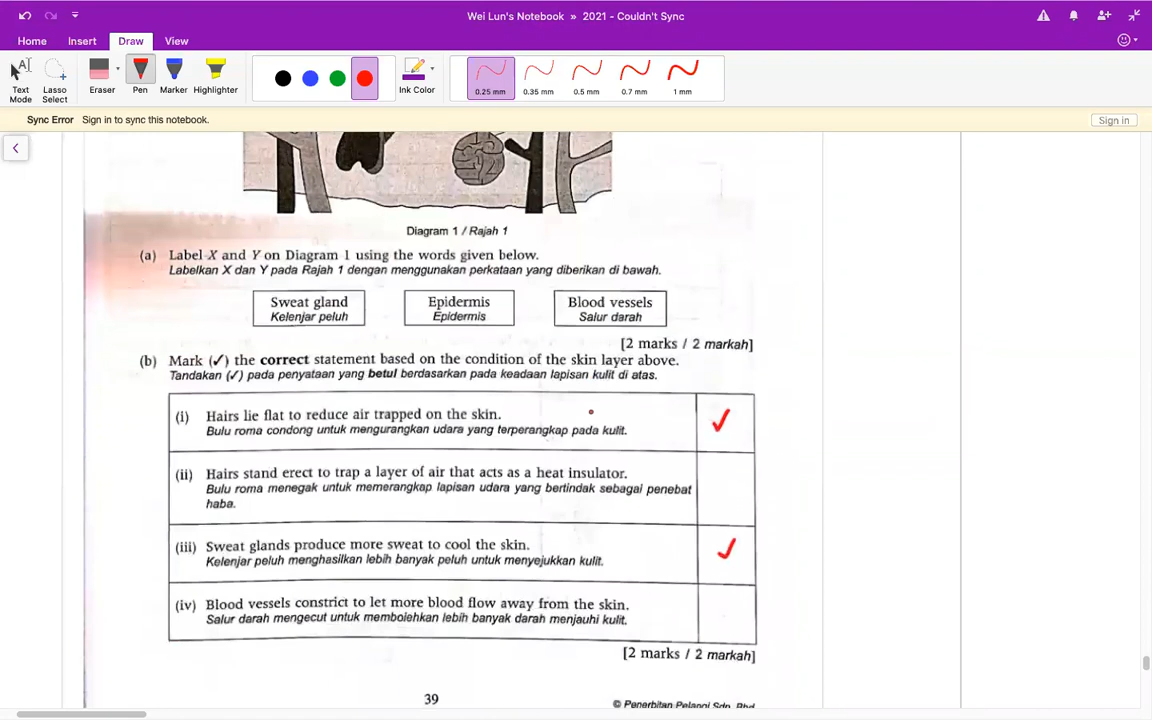 Wei Lun's Notebook » 2021 - Couldn't Sync
Home Insert Draw View
Text Mode
Lasso Select
Eraser
Pen
Marker
Highlighter
Ink Color
0.25 mm 0.35 mm 0.5 mm 0.7 mm 1 mm
Sync Error Sign in to sync this notebook.
Sign in
Diagram 1 / Rajah 1
(a) Label X and Y on Diagram 1 using the words given below.
Labelkan X dan Y pada Rajah 1 dengan menggunakan perkataan yang diberikan di bawah.
Sweat gland
Kelenjar peluh
Epidermis
Epidermis
Blood vessels
Salur darah
[2 marks / 2 markah]
(b) Mark (✓) the correct statement based on the condition of the skin layer above.
Tandakan (✓) pada penyataan yang betul berdasarkan pada keadaan lapisan kulit di atas.
(i) Hairs lie flat to reduce air trapped on the skin. ✓
Bulu roma condong untuk mengurangkan udara yang terperangkap pada kulit.
(ii) Hairs stand erect to trap a layer of air that acts as a heat insulator.
Bulu roma menegak untuk memerangkap lapisan udara yang bertindak sebagai penebat
haba.
(iii) Sweat glands produce more sweat to cool the skin. ✓
Kelenjar peluh menghasilkan lebih banyak peluh untuk menyejukkan kulit.
(iv) Blood vessels constrict to let more blood flow away from the skin.
Salur darah mengecut untuk membolehkan lebih banyak darah menjauhi kulit.
[2 marks / 2 markah]
39
© Penerbitan Pelangi Sdn. Bhd.